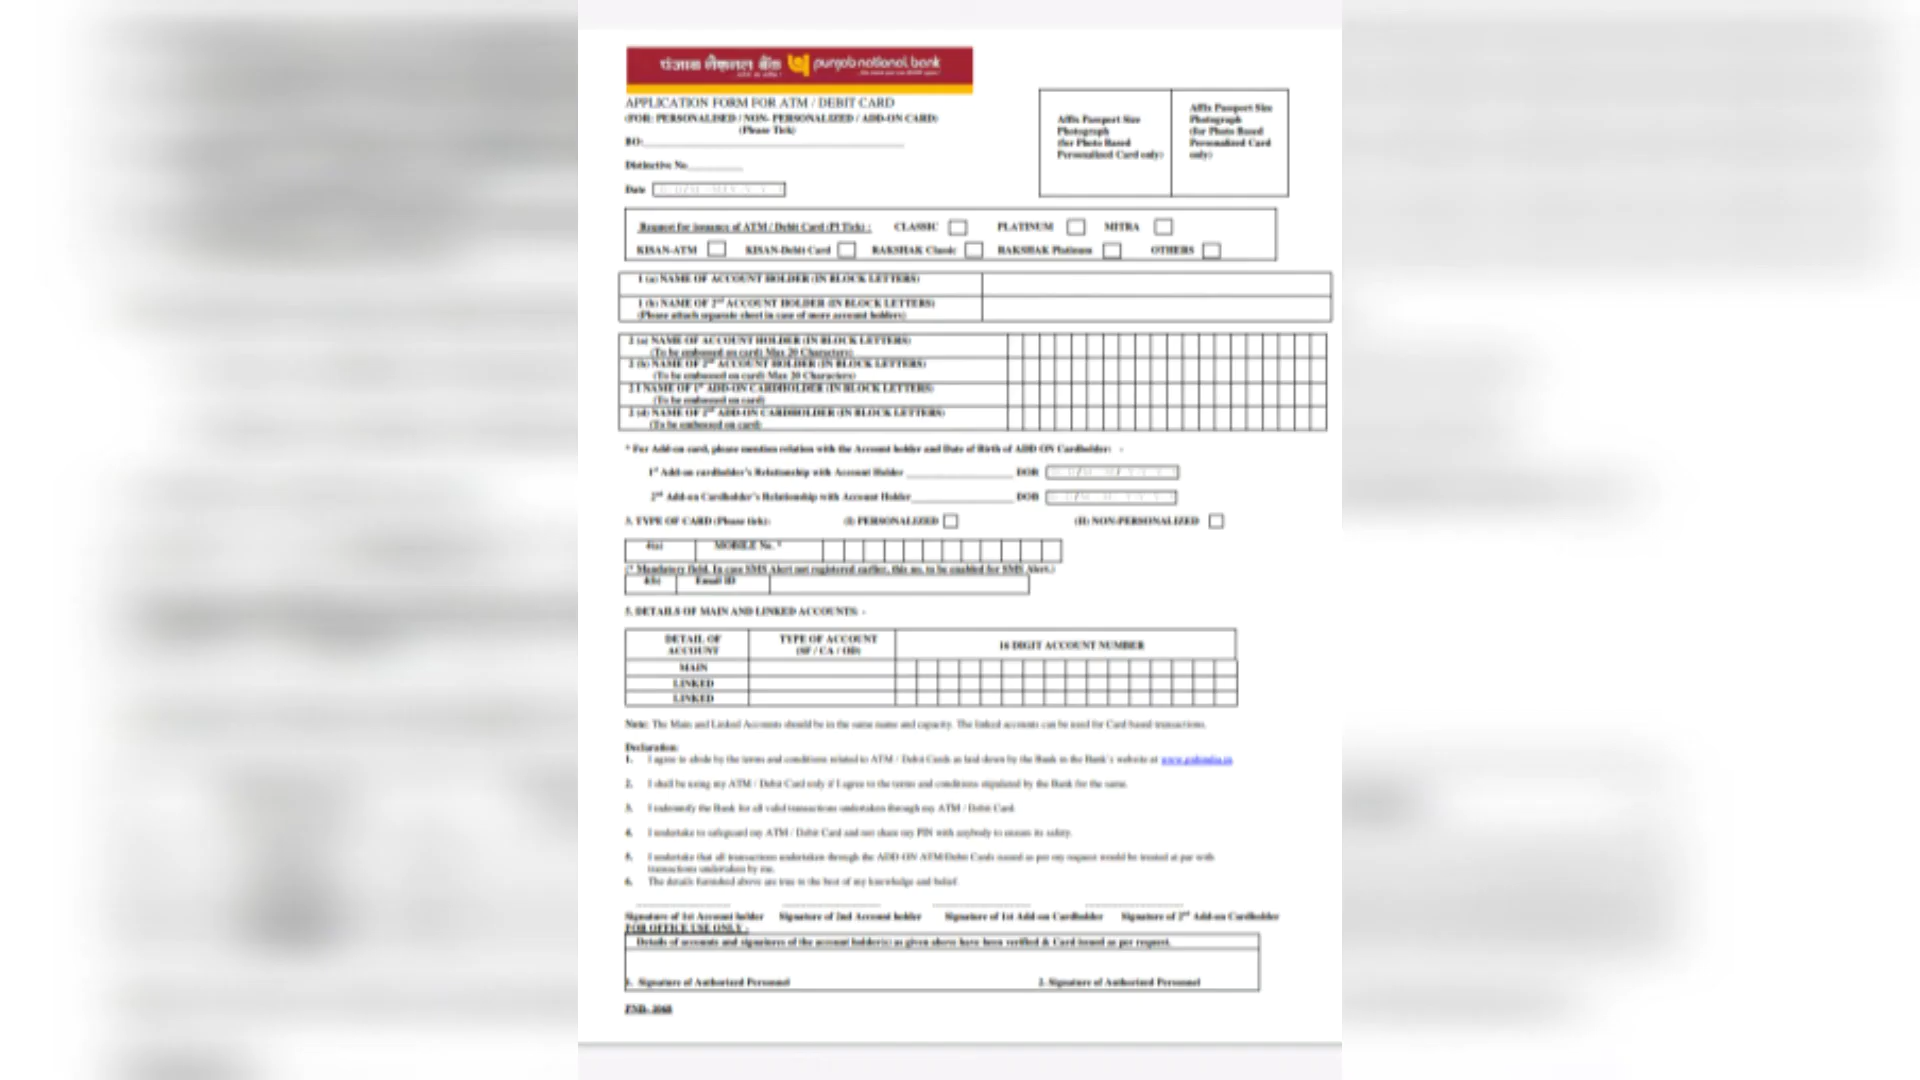 पंजाब नैशनल बैंक punjab national bank
APPLICATION FORM FOR ATM / DEBIT CARD
(FOR: PERSONALISED / NON- PERSONALIZED / ADD-ON CARD)
(Please Tick)
BO:
Distinctive No.
Date
Affix Passport Size
Photograph
(for Photo Based
Personalized Card only)
Affix Passport Size
Photograph
(for Photo Based
Personalized Card
only)
Request for issuance of ATM / Debit Card (Pl Tick) : CLASSIC PLATINUM MITRA
KISAN-ATM KISAN-Debit Card RAKSHAK Classic RAKSHAK Platinum OTHERS
1 (a) NAME OF ACCOUNT HOLDER (IN BLOCK LETTERS)
1 (b) NAME OF 2nd ACCOUNT HOLDER (IN BLOCK LETTERS)
(Please attach separate sheet in case of more account holders)
2 (a) NAME OF ACCOUNT HOLDER (IN BLOCK LETTERS)
(To be embossed on card) Max 20 Characters)
2 (b) NAME OF 2nd ACCOUNT HOLDER (IN BLOCK LETTERS)
(To be embossed on card) Max 20 Characters)
2 I NAME OF 1st ADD-ON CARDHOLDER (IN BLOCK LETTERS)
(To be embossed on card)
2 (d) NAME OF 2nd ADD-ON CARDHOLDER (IN BLOCK LETTERS)
(To be embossed on card)
* For Add-on card, please mention relation with the Account holder and Date of Birth of ADD ON Cardholder: -
1st Add-on cardholder's Relationship with Account Holder DOB
2nd Add-on Cardholder's Relationship with Account Holder DOB
3. TYPE OF CARD (Please tick): (I) PERSONALIZED (II) NON-PERSONALIZED
4(a) MOBILE No. *
(* Mandatory field. In case SMS Alert not registered earlier, this no. to be enabled for SMS Alert.)
4(b) Email ID
5. DETAILS OF MAIN AND LINKED ACCOUNTS: -
DETAIL OF ACCOUNT TYPE OF ACCOUNT (SF / CA / OD) 16 DIGIT ACCOUNT NUMBER
MAIN
LINKED
LINKED
Note: The Main and Linked Accounts should be in the same name and capacity. The linked accounts can be used for Card based transactions.
Declaration:
1. I agree to abide by the terms and conditions related to ATM / Debit Cards as laid down by the Bank in the Bank's website at www.pnbindia.in
2. I shall be using my ATM / Debit Card only if I agree to the terms and conditions stipulated by the Bank for the same.
3. I indemnify the Bank for all valid transactions undertaken through my ATM / Debit Card.
4. I undertake to safeguard my ATM / Debit Card and not share my PIN with anybody to ensure its safety.
5. I undertake that all transactions undertaken through the ADD-ON ATM/Debit Cards issued as per my request would be treated at par with
transactions undertaken by me.
6. The details furnished above are true to the best of my knowledge and belief.
Signature of 1st Account holder Signature of 2nd Account holder Signature of 1st Add-on Cardholder Signature of 2nd Add-on Cardholder
FOR OFFICE USE ONLY -
Details of accounts and signatures of the account holder(s) as given above have been verified & Card issued as per request.
1. Signature of Authorized Personnel 2. Signature of Authorized Personnel
PNB- 1068